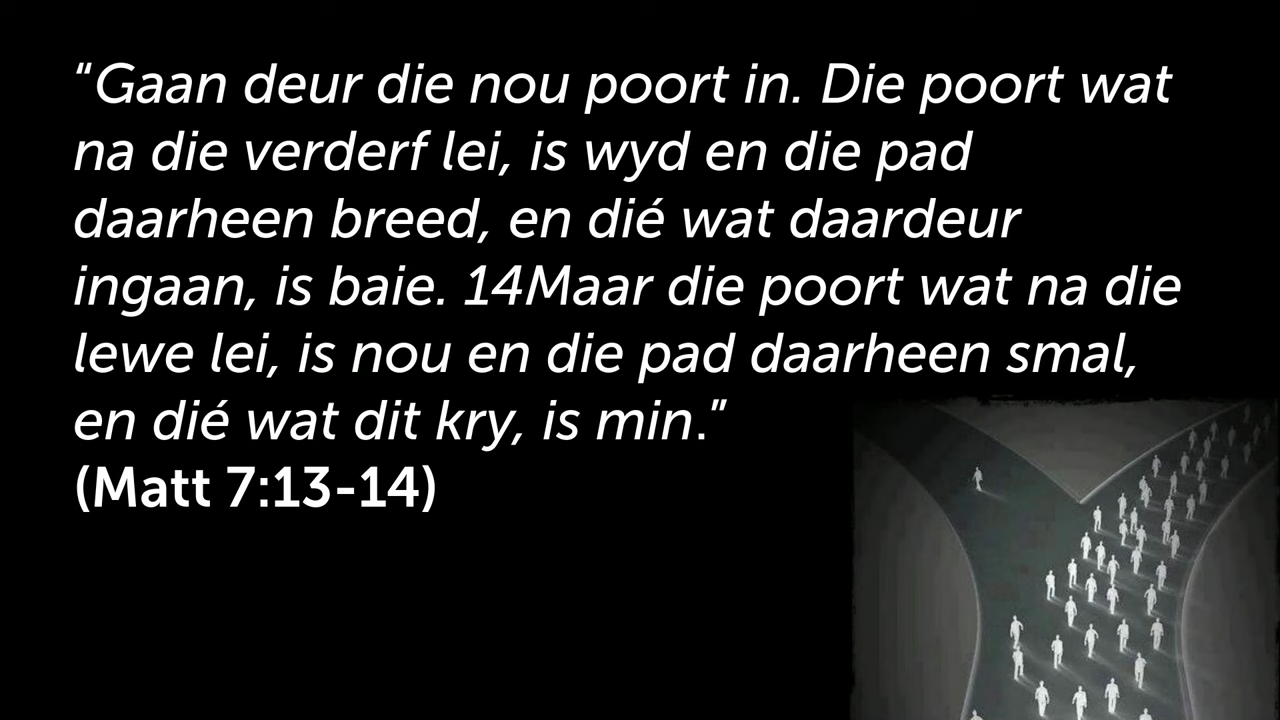 “Gaan deur die nou poort in. Die poort wat
na die verderf lei, is wyd en die pad
daarheen breed, en dié wat daardeur
ingaan, is baie. 14Maar die poort wat na die
lewe lei, is nou en die pad daarheen smal,
en dié wat dit kry, is min.”
(Matt 7:13-14)